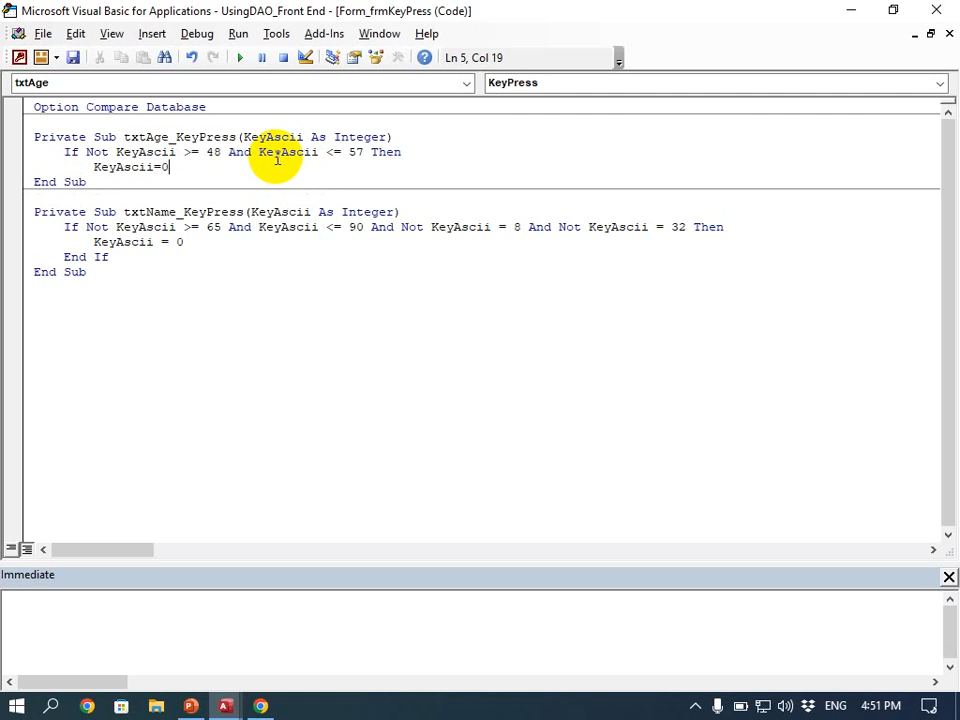 Microsoft Visual Basic for Applications - UsingDAO_Front End - [Form_frmKeyPress (Code)]
File Edit View Insert Format Debug Run Tools Add-Ins Window Help
Ln 5, Col 19
txtAge KeyPress
Option Compare Database
Private Sub txtAge_KeyPress(KeyAscii As Integer)
If Not KeyAscii >= 48 And KeyAscii <= 57 Then
KeyAscii=0
End Sub
Private Sub txtName_KeyPress(KeyAscii As Integer)
If Not KeyAscii >= 65 And KeyAscii <= 90 And Not KeyAscii = 8 And Not KeyAscii = 32 Then
KeyAscii = 0
End If
End Sub
Immediate
ENG 4:51 PM